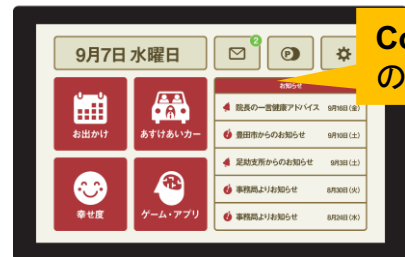 9月7日 水曜日
2
P
Co
の
お知らせ
院長の一言健康アドバイス 9月16日(金)
豊田市からのお知らせ 9月10日(土)
足助支所からのお知らせ 9月3日(土)
事務局よりお知らせ 8月30日(火)
事務局よりお知らせ 8月24日(水)
お出かけ
あすけあいカー
幸せ度
ゲーム・アプリ